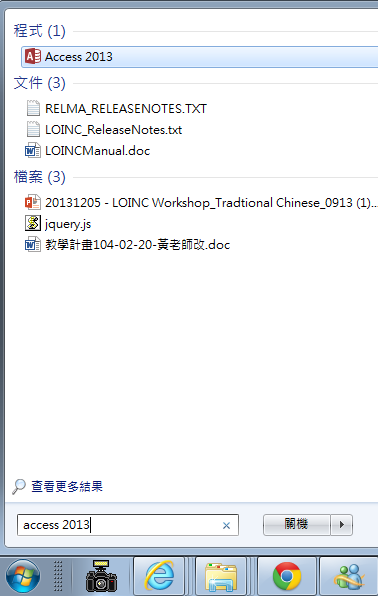 程式 (1)
Access 2013
文件 (3)
RELMA_RELEASENOTES.TXT
LOINC_ReleaseNotes.txt
LOINCManual.doc
檔案 (3)
20131205 - LOINC Workshop_Tradtional Chinese_0913 (1)...
jquery.js
教學計畫104-02-20-黃老師改.doc
查看更多結果
access 2013
關機